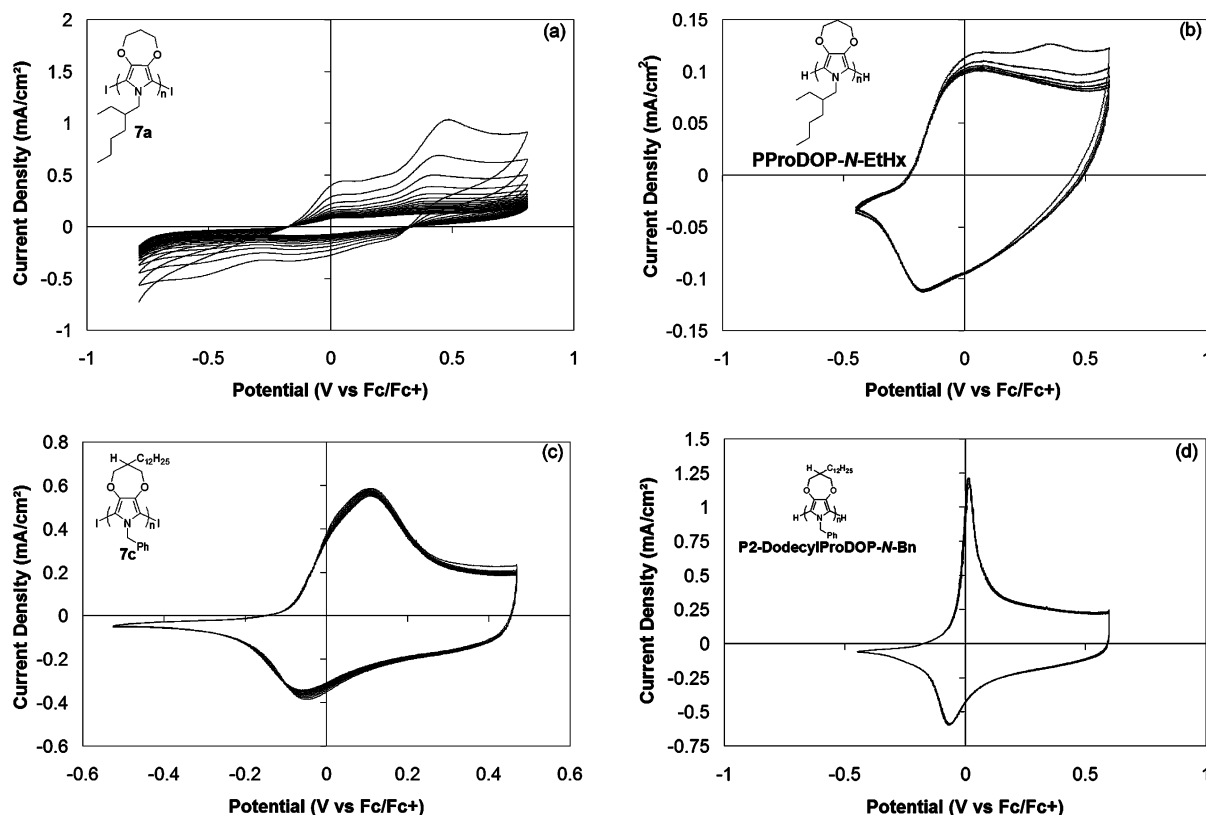 (a)
2
1.5
1
0.5
0
-0.5
-1
-1
-0.5
0
0.5
1
Current Density (mA/cm²)
Potential (V vs Fc/Fc+)
O O
I ( ) I
N n
7a
(b)
0.15
0.1
0.05
0
-0.05
-0.1
-0.15
-1
-0.5
0
0.5
1
Current Density (mA/cm²)
Potential (V vs Fc/Fc+)
O O
H ( ) H
N n
PProDOP-N-EtHx
(c)
0.8
0.6
0.4
0.2
0
-0.2
-0.4
-0.6
-0.6
-0.4
-0.2
0
0.2
0.4
0.6
Current Density (mA/cm²)
Potential (V vs Fc/Fc+)
H C₁₂H₂₅
O O
I ( ) I
N n
Ph
7c
(d)
1.5
1.25
1
0.75
0.5
0.25
0
-0.25
-0.5
-0.75
-1
-0.5
0
0.5
1
Current Density (mA/cm²)
Potential (V vs Fc/Fc+)
H C₁₂H₂₅
O O
H ( ) H
N n
Ph
P2-DodecylProDOP-N-Bn